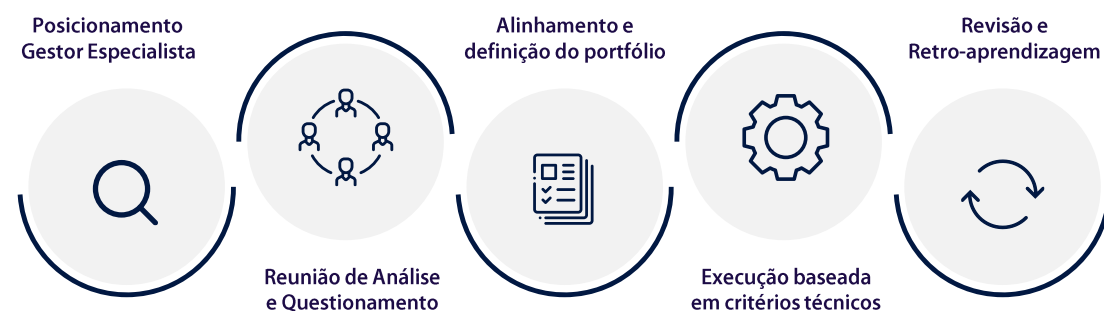 Posicionamento
Gestor Especialista
Reunião de Análise
e Questionamento
Alinhamento e
definição do portfólio
Execução baseada
em critérios técnicos
Revisão e
Retro-aprendizagem